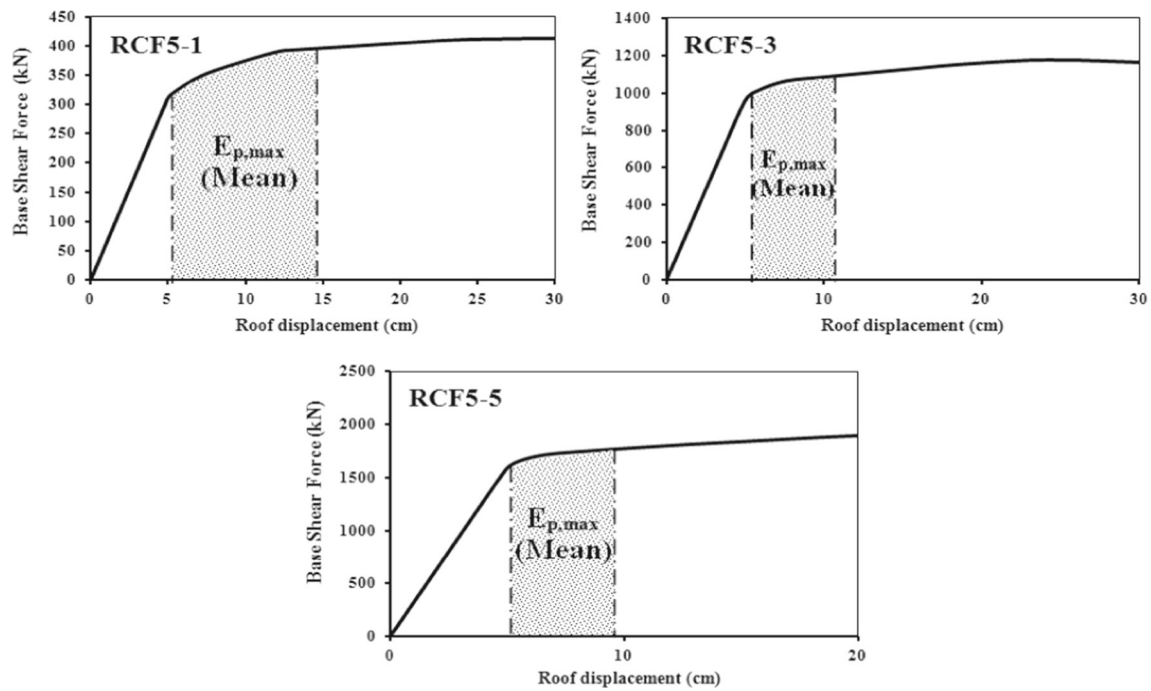 RCF5-1
Base Shear Force (kN)
450
400
350
300
250
200
150
100
50
0
E_p,max
(Mean)
0 5 10 15 20 25 30
Roof displacement (cm)
RCF5-3
Base Shear Force (kN)
1400
1200
1000
800
600
400
200
0
E_p,max
(Mean)
0 10 20 30
Roof displacement (cm)
RCF5-5
Base Shear Force (kN)
2500
2000
1500
1000
500
0
E_p,max
(Mean)
0 10 20
Roof displacement (cm)